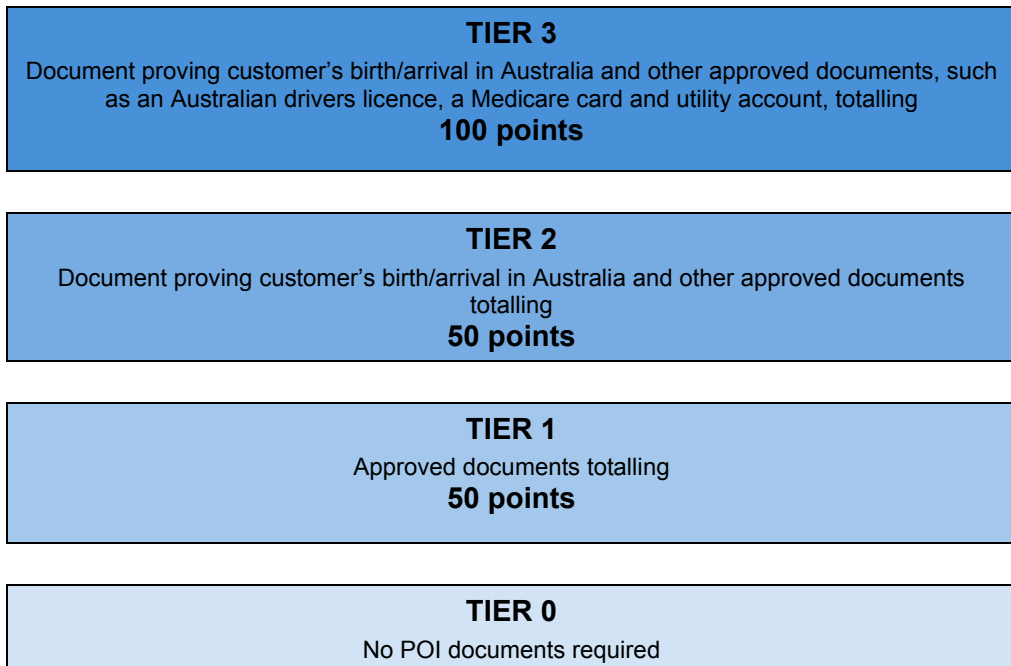 TIER 3
Document proving customer’s birth/arrival in Australia and other approved documents, such
as an Australian drivers licence, a Medicare card and utility account, totalling
100 points
TIER 2
Document proving customer’s birth/arrival in Australia and other approved documents
totalling
50 points
TIER 1
Approved documents totalling
50 points
TIER 0
No POI documents required